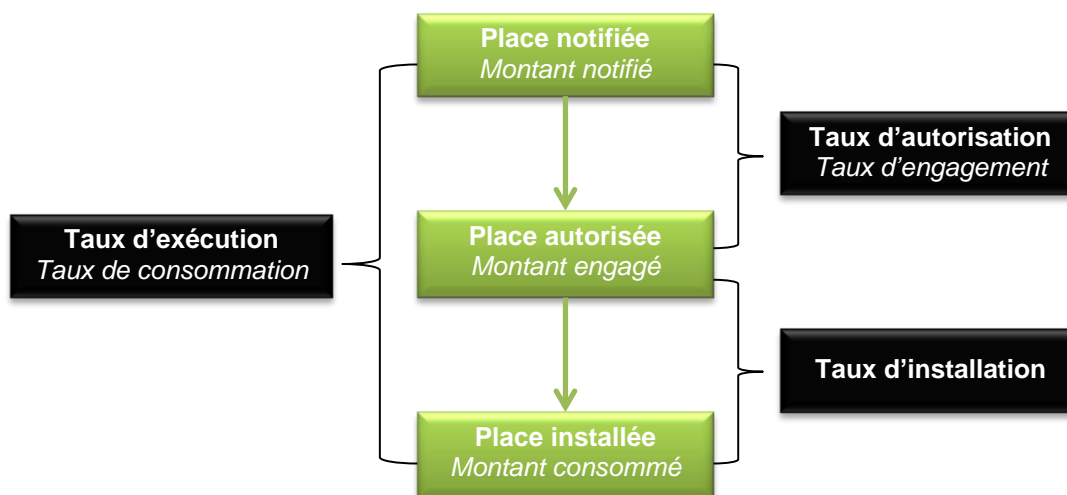 Place notifiée
Montant notifié
Taux d'autorisation
Taux d'engagement
Taux d'exécution
Taux de consommation
Place autorisée
Montant engagé
Taux d'installation
Place installée
Montant consommé